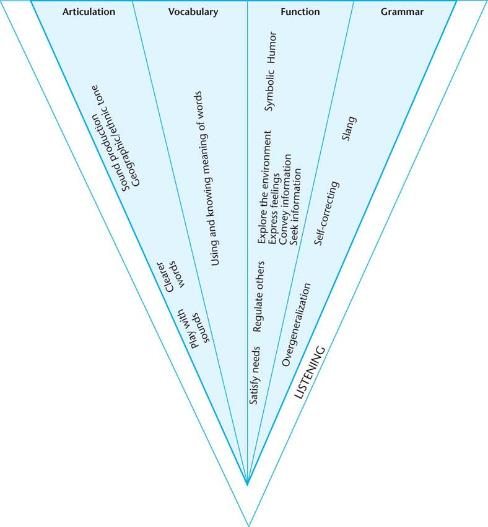 Articulation
Vocabulary
Function
Grammar
Sound production
Geographic/ethnic tone
Clearer
words
Play with
sounds
Using and knowing meaning of words
Symbolic Humor
Explore the environment
Express feelings
Convey information
Seek information
Regulate others
Satisfy needs
Slang
Self-correcting
Overgeneralization
LISTENING